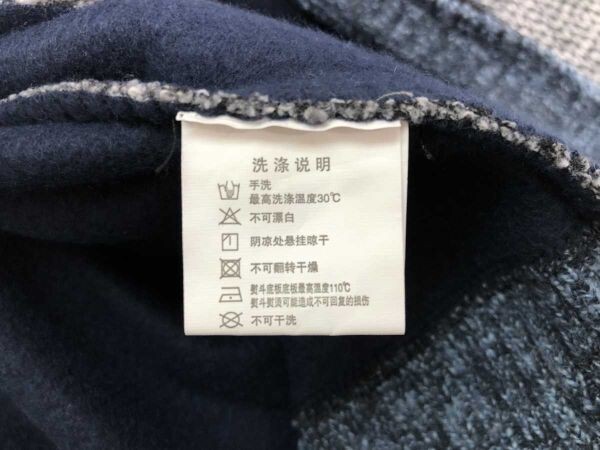 洗涤说明
手洗
最高洗涤温度30℃
不可漂白
阴凉处悬挂晾干
不可翻转干燥
熨斗底板底板最高温度110℃
熨斗熨烫可能造成不可回复的损伤
不可干洗